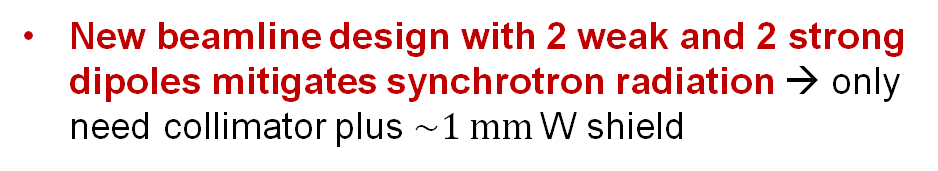 • New beamline design with 2 weak and 2 strong
dipoles mitigates synchrotron radiation → only
need collimator plus ~1 mm W shield